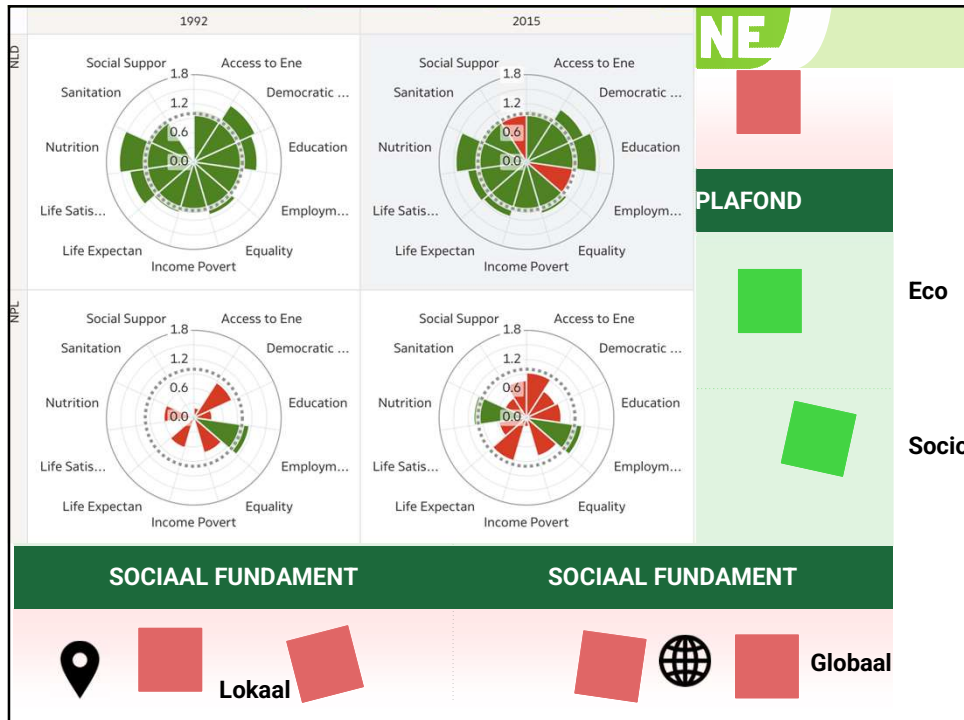 1992
2015
NE
NLD
Social Suppor
Access to Ene
Sanitation
Democratic ...
Nutrition
Education
Life Satis...
Employm...
Life Expectan
Equality
Income Povert
1.8
1.2
0.6
0.0
Social Suppor
Access to Ene
Sanitation
Democratic ...
Nutrition
Education
Life Satis...
Employm...
Life Expectan
Equality
Income Povert
1.8
1.2
0.6
0.0
PLAFOND
Eco
Socio
NPL
Social Suppor
Access to Ene
Sanitation
Democratic ...
Nutrition
Education
Life Satis...
Employm...
Life Expectan
Equality
Income Povert
1.8
1.2
0.6
0.0
Social Suppor
Access to Ene
Sanitation
Democratic ...
Nutrition
Education
Life Satis...
Employm...
Life Expectan
Equality
Income Povert
1.8
1.2
0.6
0.0
SOCIAAL FUNDAMENT
SOCIAAL FUNDAMENT
Lokaal
Globaal